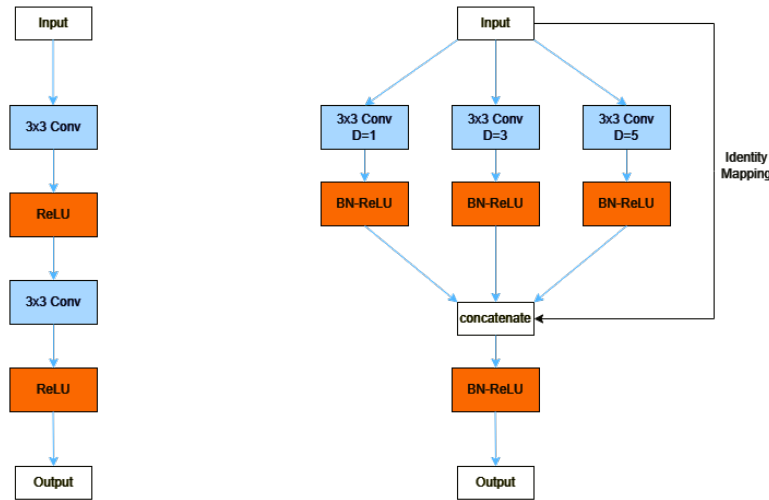 Input
3x3 Conv
ReLU
3x3 Conv
ReLU
Output
Input
3x3 Conv
D=1
3x3 Conv
D=3
3x3 Conv
D=5
BN-ReLU
BN-ReLU
BN-ReLU
Identity
Mapping
concatenate
BN-ReLU
Output